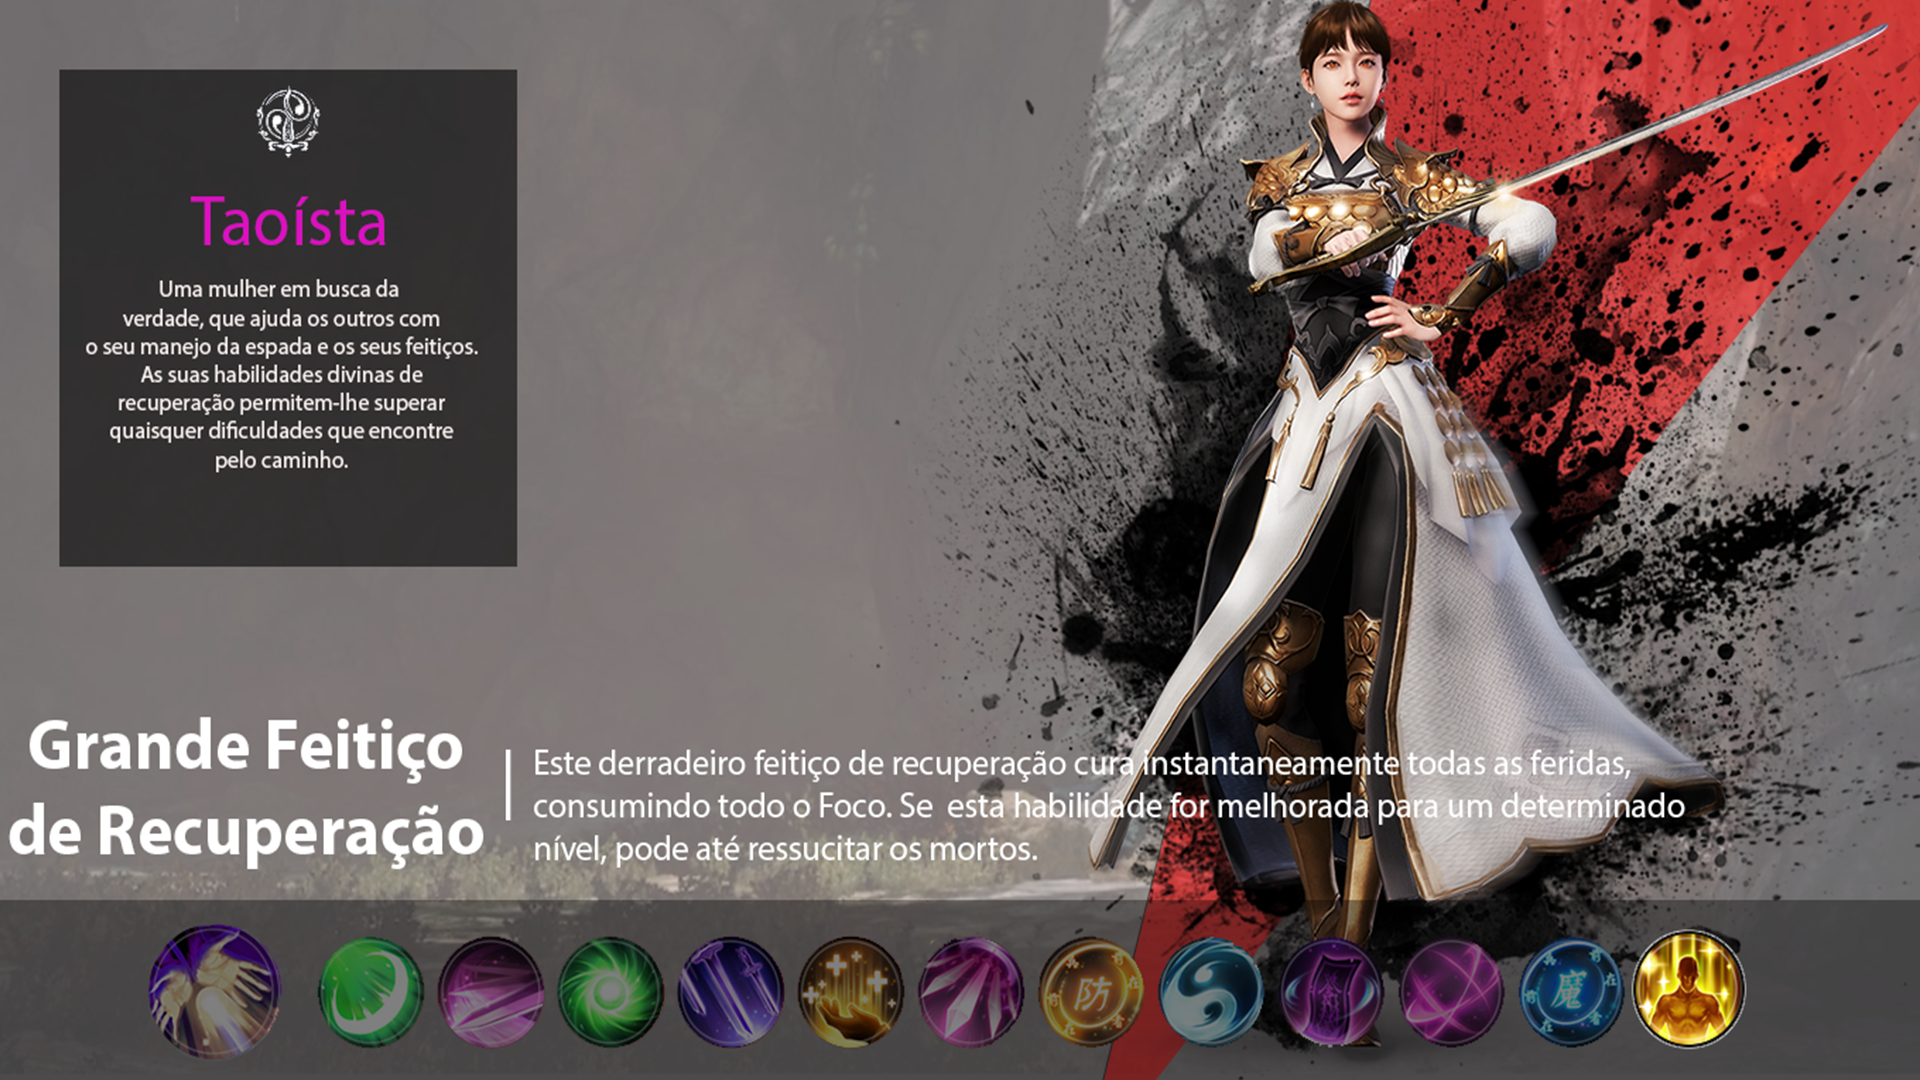 Taoísta
Uma mulher em busca da
verdade, que ajuda os outros com
o seu manejo da espada e os seus feitiços.
As suas habilidades divinas de
recuperação permitem-lhe superar
quaisquer dificuldades que encontre
pelo caminho.
Grande Feitiço
de Recuperação
Este derradeiro feitiço de recuperação cura instantaneamente todas as feridas,
consumindo todo o Foco. Se esta habilidade for melhorada para um determinado
nível, pode até ressucitar os mortos.
防
魔